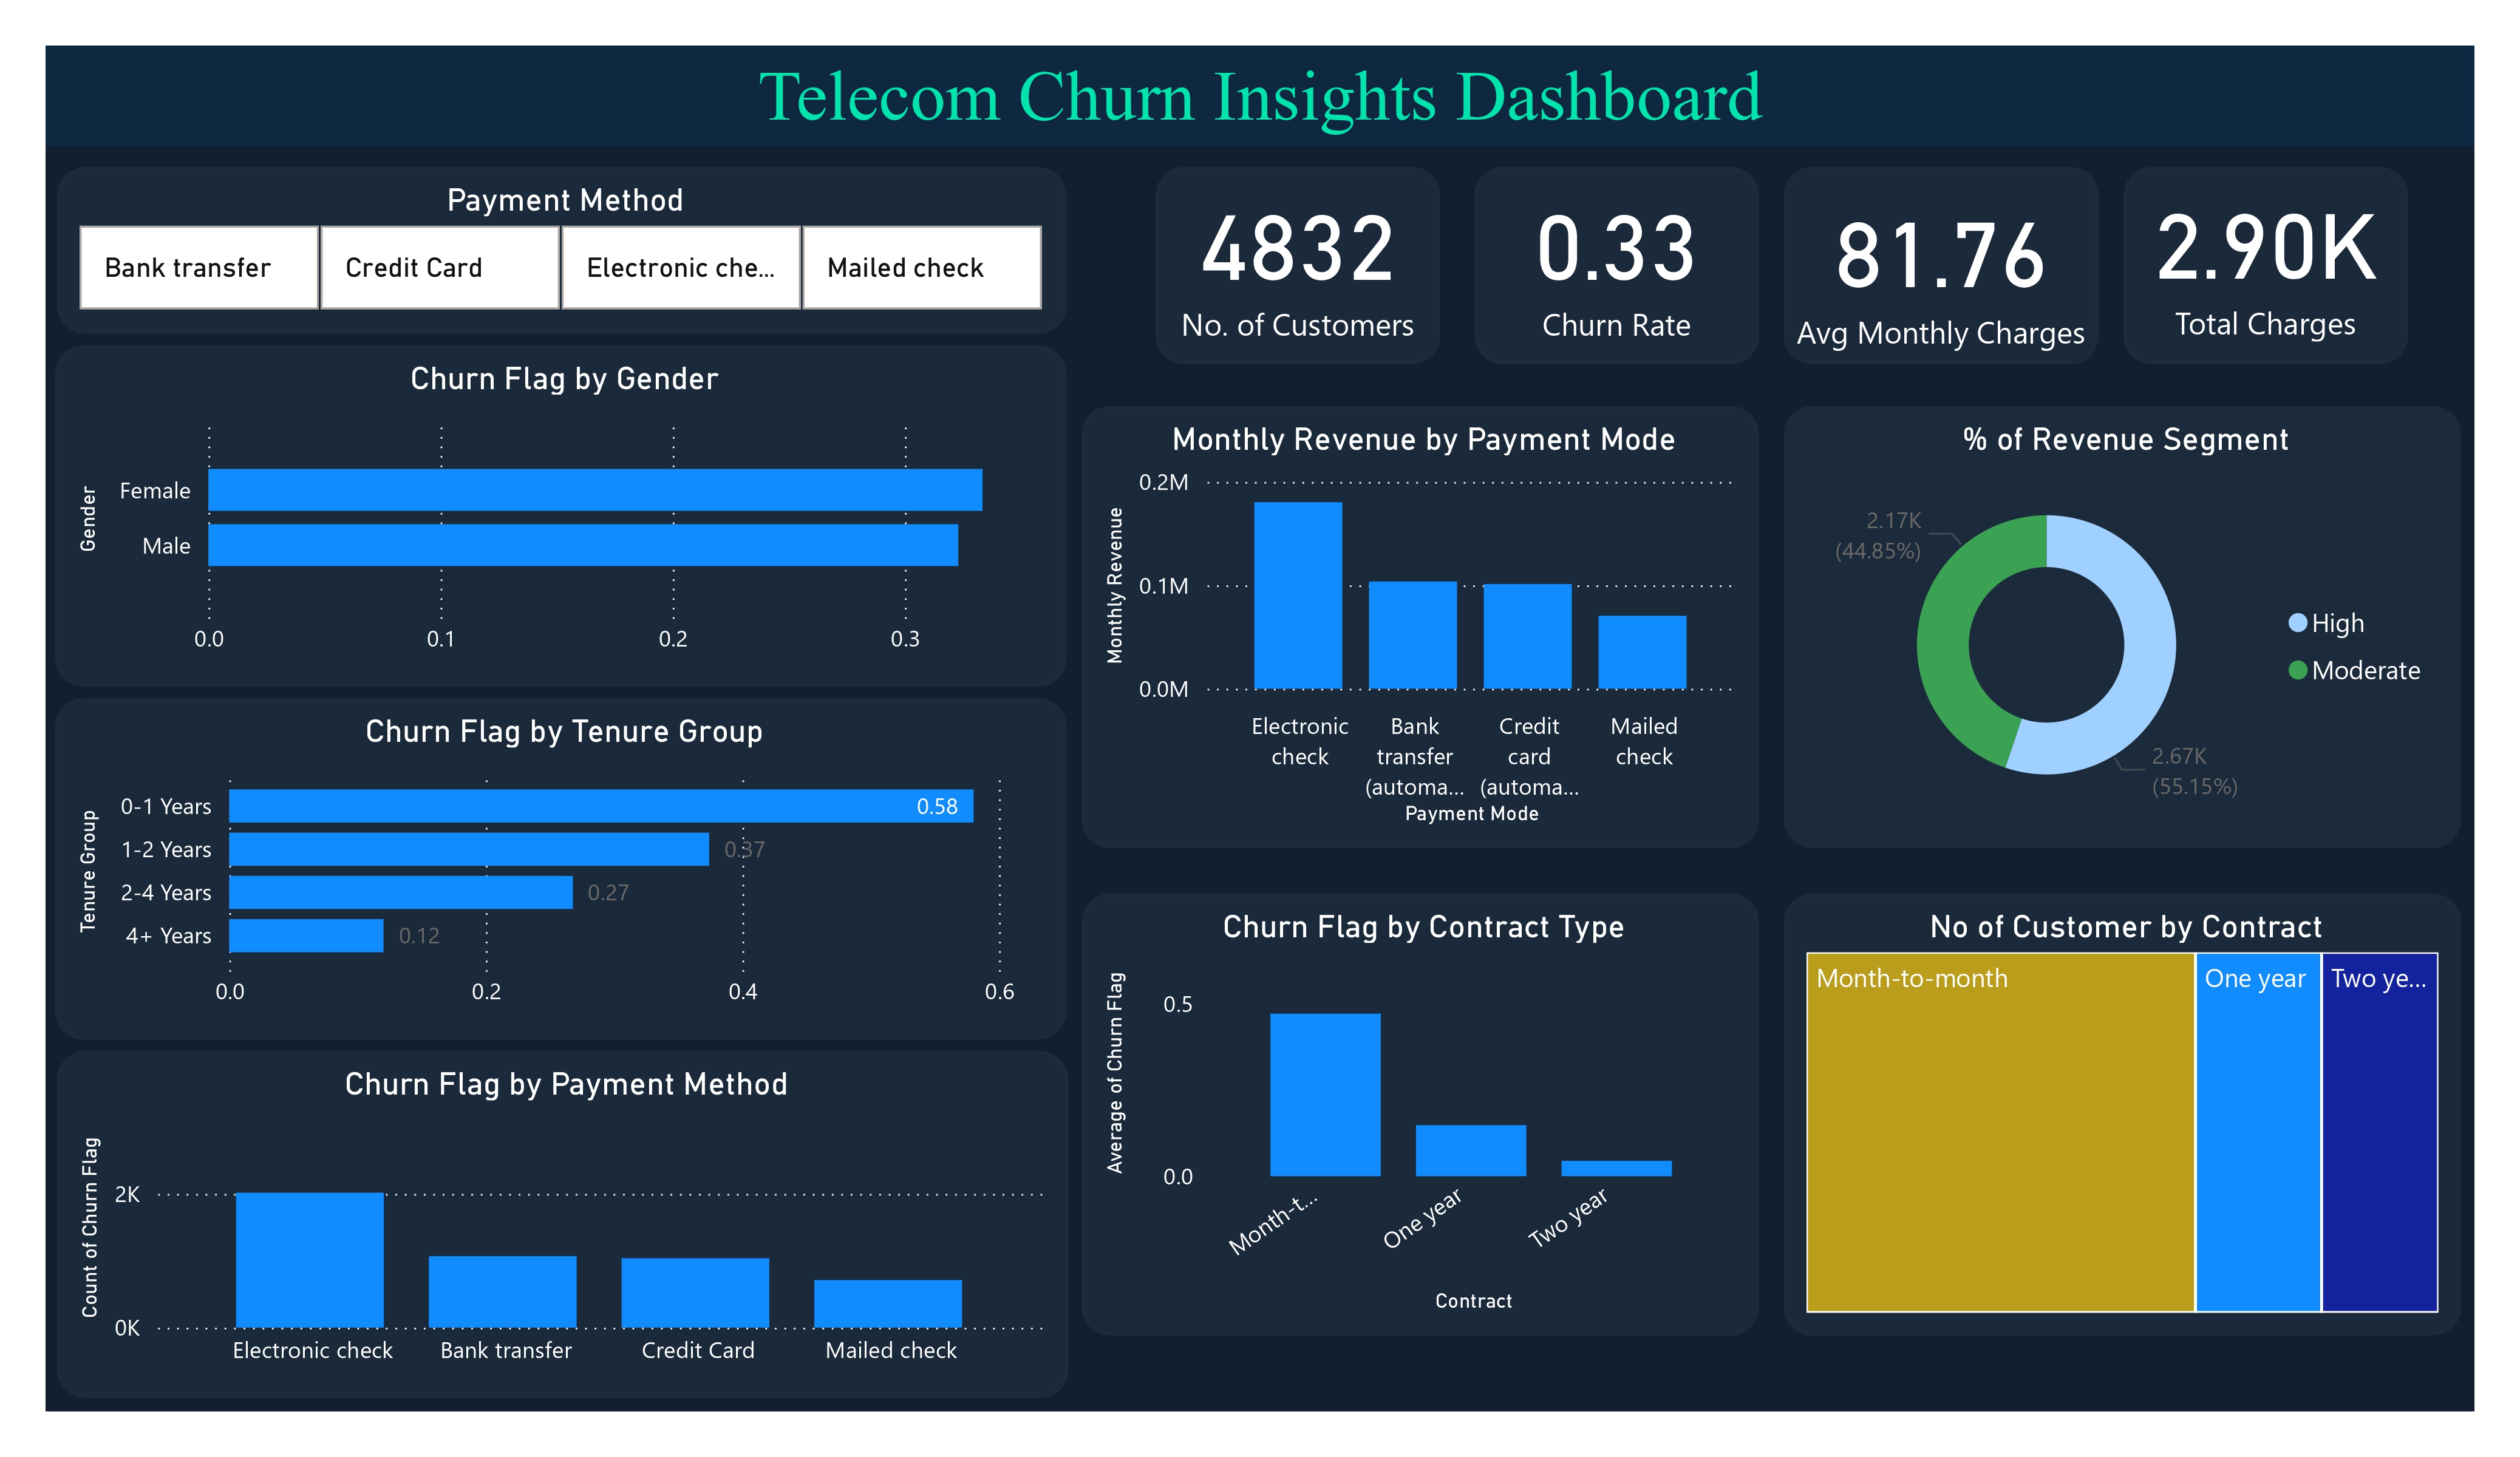 Telecom Churn Insights Dashboard
Payment Method
Bank transfer
Credit Card
Electronic che...
Mailed check
4832
No. of Customers
0.33
Churn Rate
81.76
Avg Monthly Charges
2.90K
Total Charges
Churn Flag by Gender
Gender
Female
Male
0.0
0.1
0.2
0.3
Monthly Revenue by Payment Mode
Monthly Revenue
0.2M
0.1M
0.0M
Electronic
check
Bank
transfer
(automa...
Credit
card
(automa...
Mailed
check
Payment Mode
% of Revenue Segment
2.17K
(44.85%)
2.67K
(55.15%)
High
Moderate
Churn Flag by Tenure Group
Tenure Group
0-1 Years
0.58
1-2 Years
0.37
2-4 Years
0.27
4+ Years
0.12
0.0
0.2
0.4
0.6
Churn Flag by Contract Type
Average of Churn Flag
0.5
0.0
Month-t...
One year
Two year
Contract
No of Customer by Contract
Month-to-month
One year
Two ye...
Churn Flag by Payment Method
Count of Churn Flag
2K
0K
Electronic check
Bank transfer
Credit Card
Mailed check